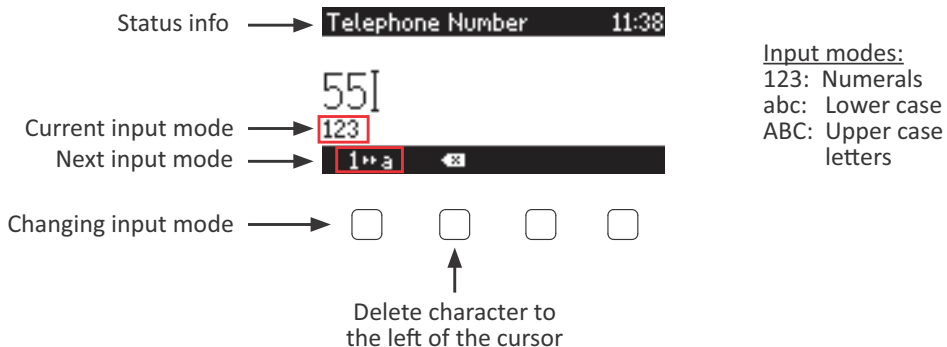 Status info
Telephone Number 11:38
55
Current input mode
123
Next input mode
1 a
Changing input mode
Delete character to
the left of the cursor
Input modes:
123: Numerals
abc: Lower case
ABC: Upper case
letters